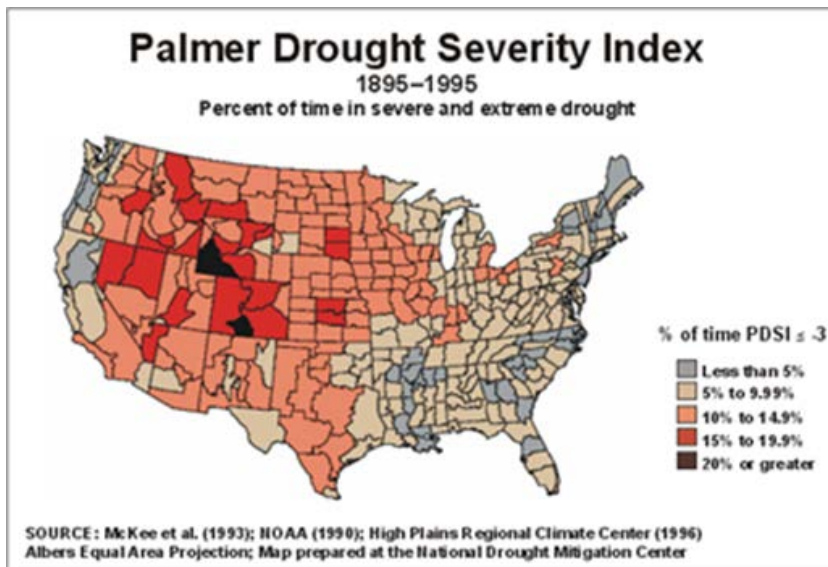 Palmer Drought Severity Index
1895–1995
Percent of time in severe and extreme drought
% of time PDSI ≤ -3
Less than 5%
5% to 9.99%
10% to 14.9%
15% to 19.9%
20% or greater
SOURCE: McKee et al. (1993); NOAA (1990); High Plains Regional Climate Center (1996)
Albers Equal Area Projection; Map prepared at the National Drought Mitigation Center